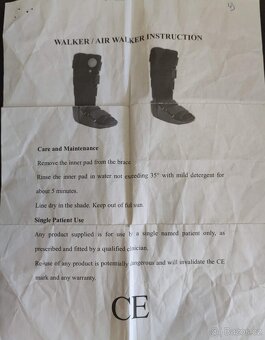 WALKER / AIR WALKER INSTRUCTION
Care and Maintenance
Remove the inner pad from the brace
Rinse the inner pad in water not exceeding 35° with mild detergent for
about 5 minutes.
Line dry in the shade. Keep out of full sun.
Single Patient Use
Any product supplied is for use by a single named patient only, as
prescribed and fitted by a qualified clinician.
Re-use of any product is potentially dangerous and will invalidate the CE
mark and any warranty.
CE